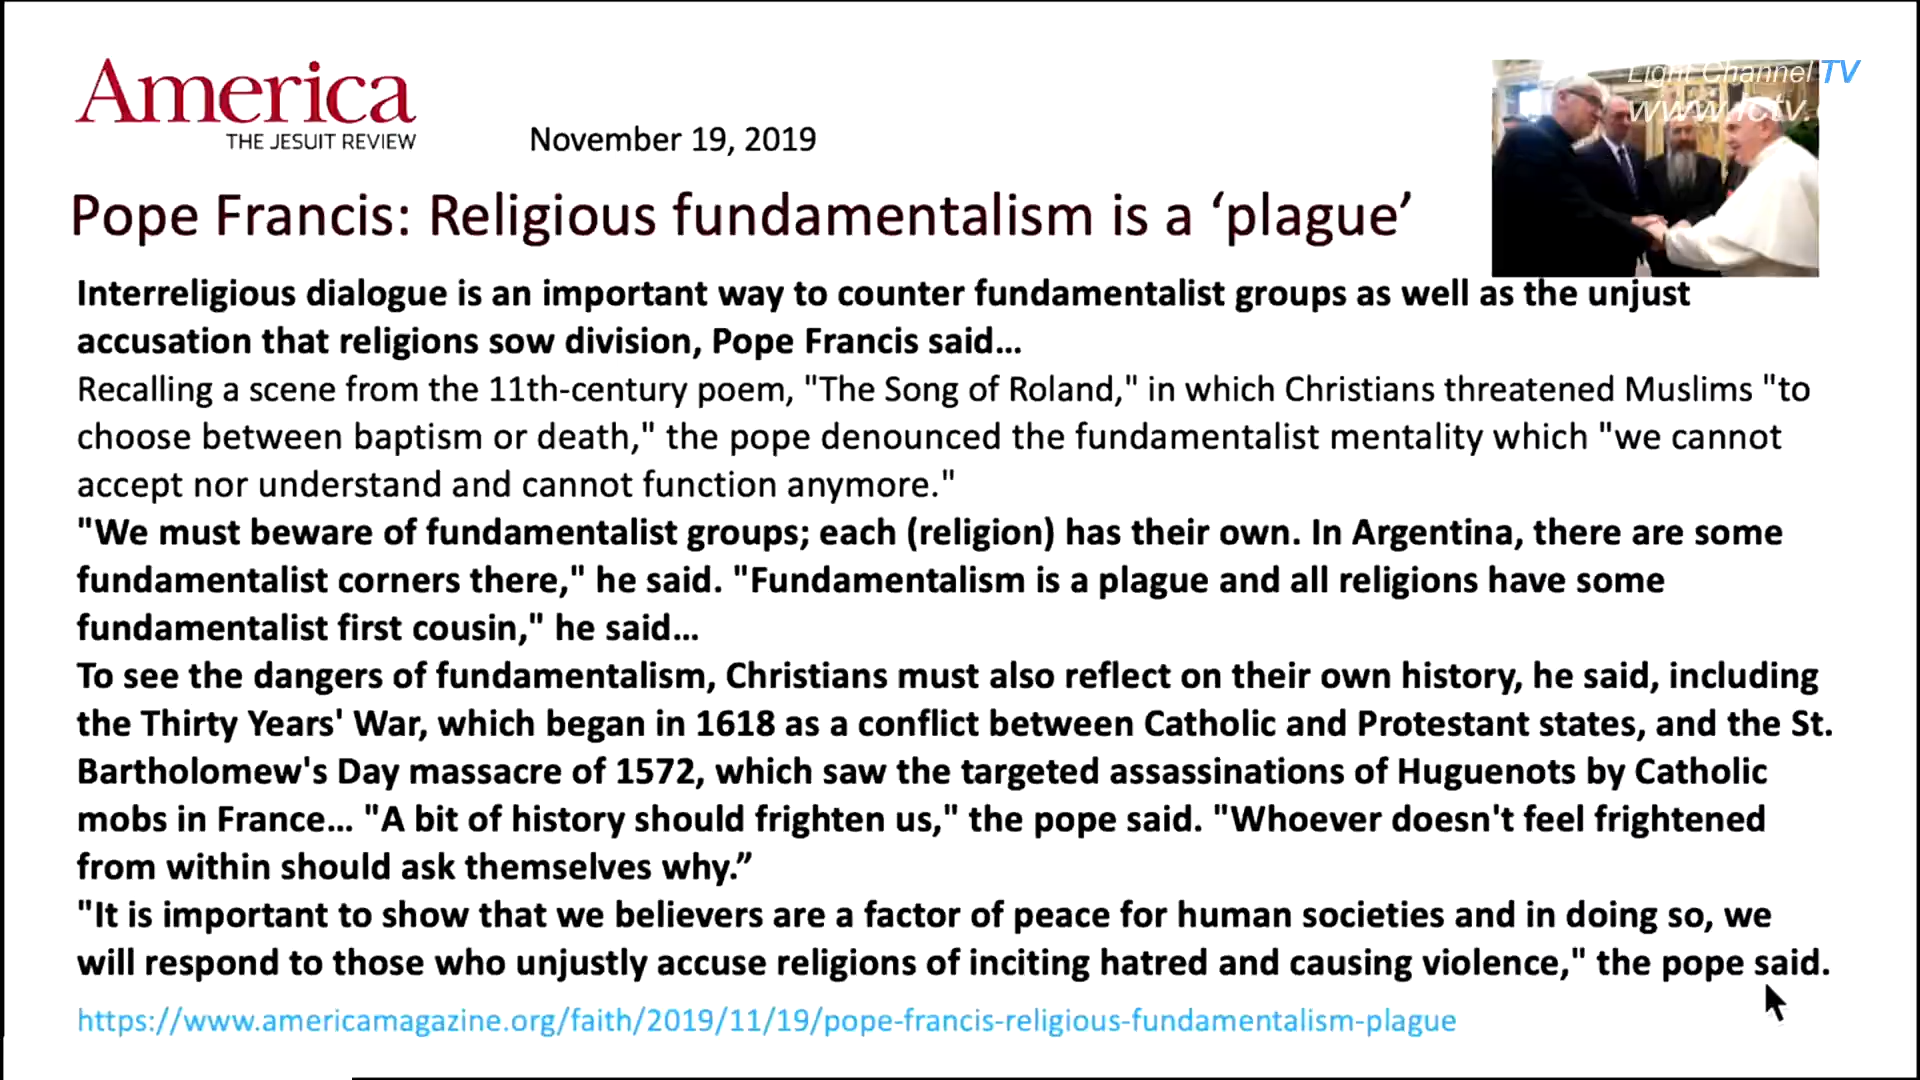 America
THE JESUIT REVIEW
November 19, 2019
Light Channel TV
www.lctv.
Pope Francis: Religious fundamentalism is a ‘plague’
Interreligious dialogue is an important way to counter fundamentalist groups as well as the unjust
accusation that religions sow division, Pope Francis said...
Recalling a scene from the 11th-century poem, "The Song of Roland," in which Christians threatened Muslims "to
choose between baptism or death," the pope denounced the fundamentalist mentality which "we cannot
accept nor understand and cannot function anymore."
"We must beware of fundamentalist groups; each (religion) has their own. In Argentina, there are some
fundamentalist corners there," he said. "Fundamentalism is a plague and all religions have some
fundamentalist first cousin," he said...
To see the dangers of fundamentalism, Christians must also reflect on their own history, he said, including
the Thirty Years' War, which began in 1618 as a conflict between Catholic and Protestant states, and the St.
Bartholomew's Day massacre of 1572, which saw the targeted assassinations of Huguenots by Catholic
mobs in France... "A bit of history should frighten us," the pope said. "Whoever doesn't feel frightened
from within should ask themselves why.”
"It is important to show that we believers are a factor of peace for human societies and in doing so, we
will respond to those who unjustly accuse religions of inciting hatred and causing violence," the pope said.
https://www.americamagazine.org/faith/2019/11/19/pope-francis-religious-fundamentalism-plague